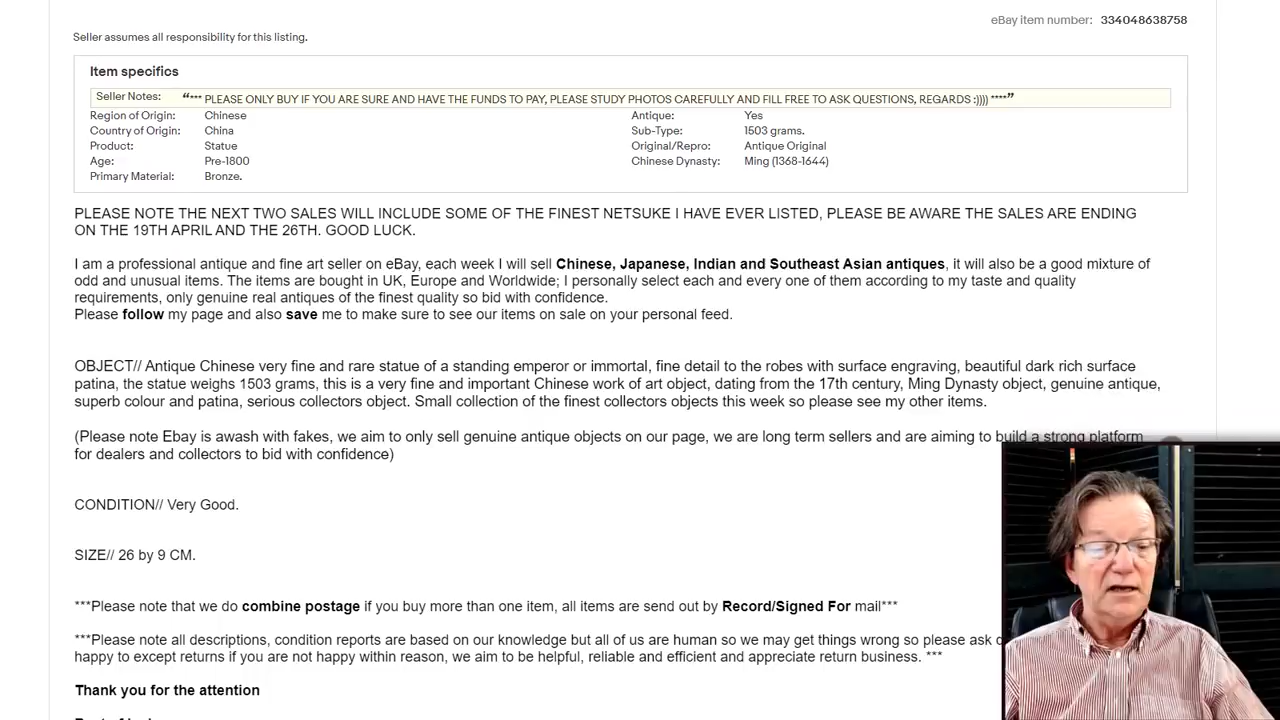 eBay item number: 334048638758
Seller assumes all responsibility for this listing.
Item specifics
Seller Notes: “*** PLEASE ONLY BUY IF YOU ARE SURE AND HAVE THE FUNDS TO PAY, PLEASE STUDY PHOTOS CAREFULLY AND FILL FREE TO ASK QUESTIONS, REGARDS :)))) ****”
Region of Origin: Chinese Antique: Yes
Country of Origin: China Sub-Type: 1503 grams.
Product: Statue Original/Repro: Antique Original
Age: Pre-1800 Chinese Dynasty: Ming (1368-1644)
Primary Material: Bronze.
PLEASE NOTE THE NEXT TWO SALES WILL INCLUDE SOME OF THE FINEST NETSUKE I HAVE EVER LISTED, PLEASE BE AWARE THE SALES ARE ENDING
ON THE 19TH APRIL AND THE 26TH. GOOD LUCK.
I am a professional antique and fine art seller on eBay, each week I will sell Chinese, Japanese, Indian and Southeast Asian antiques, it will also be a good mixture of
odd and unusual items. The items are bought in UK, Europe and Worldwide; I personally select each and every one of them according to my taste and quality
requirements, only genuine real antiques of the finest quality so bid with confidence.
Please follow my page and also save me to make sure to see our items on sale on your personal feed.
OBJECT// Antique Chinese very fine and rare statue of a standing emperor or immortal, fine detail to the robes with surface engraving, beautiful dark rich surface
patina, the statue weighs 1503 grams, this is a very fine and important Chinese work of art object, dating from the 17th century, Ming Dynasty object, genuine antique,
superb colour and patina, serious collectors object. Small collection of the finest collectors objects this week so please see my other items.
(Please note Ebay is awash with fakes, we aim to only sell genuine antique objects on our page, we are long term sellers and are aiming to build a strong platform
for dealers and collectors to bid with confidence)
CONDITION// Very Good.
SIZE// 26 by 9 CM.
***Please note that we do combine postage if you buy more than one item, all items are send out by Record/Signed For mail***
***Please note all descriptions, condition reports are based on our knowledge but all of us are human so we may get things wrong so please ask
happy to except returns if you are not happy within reason, we aim to be helpful, reliable and efficient and appreciate return business. ***
Thank you for the attention